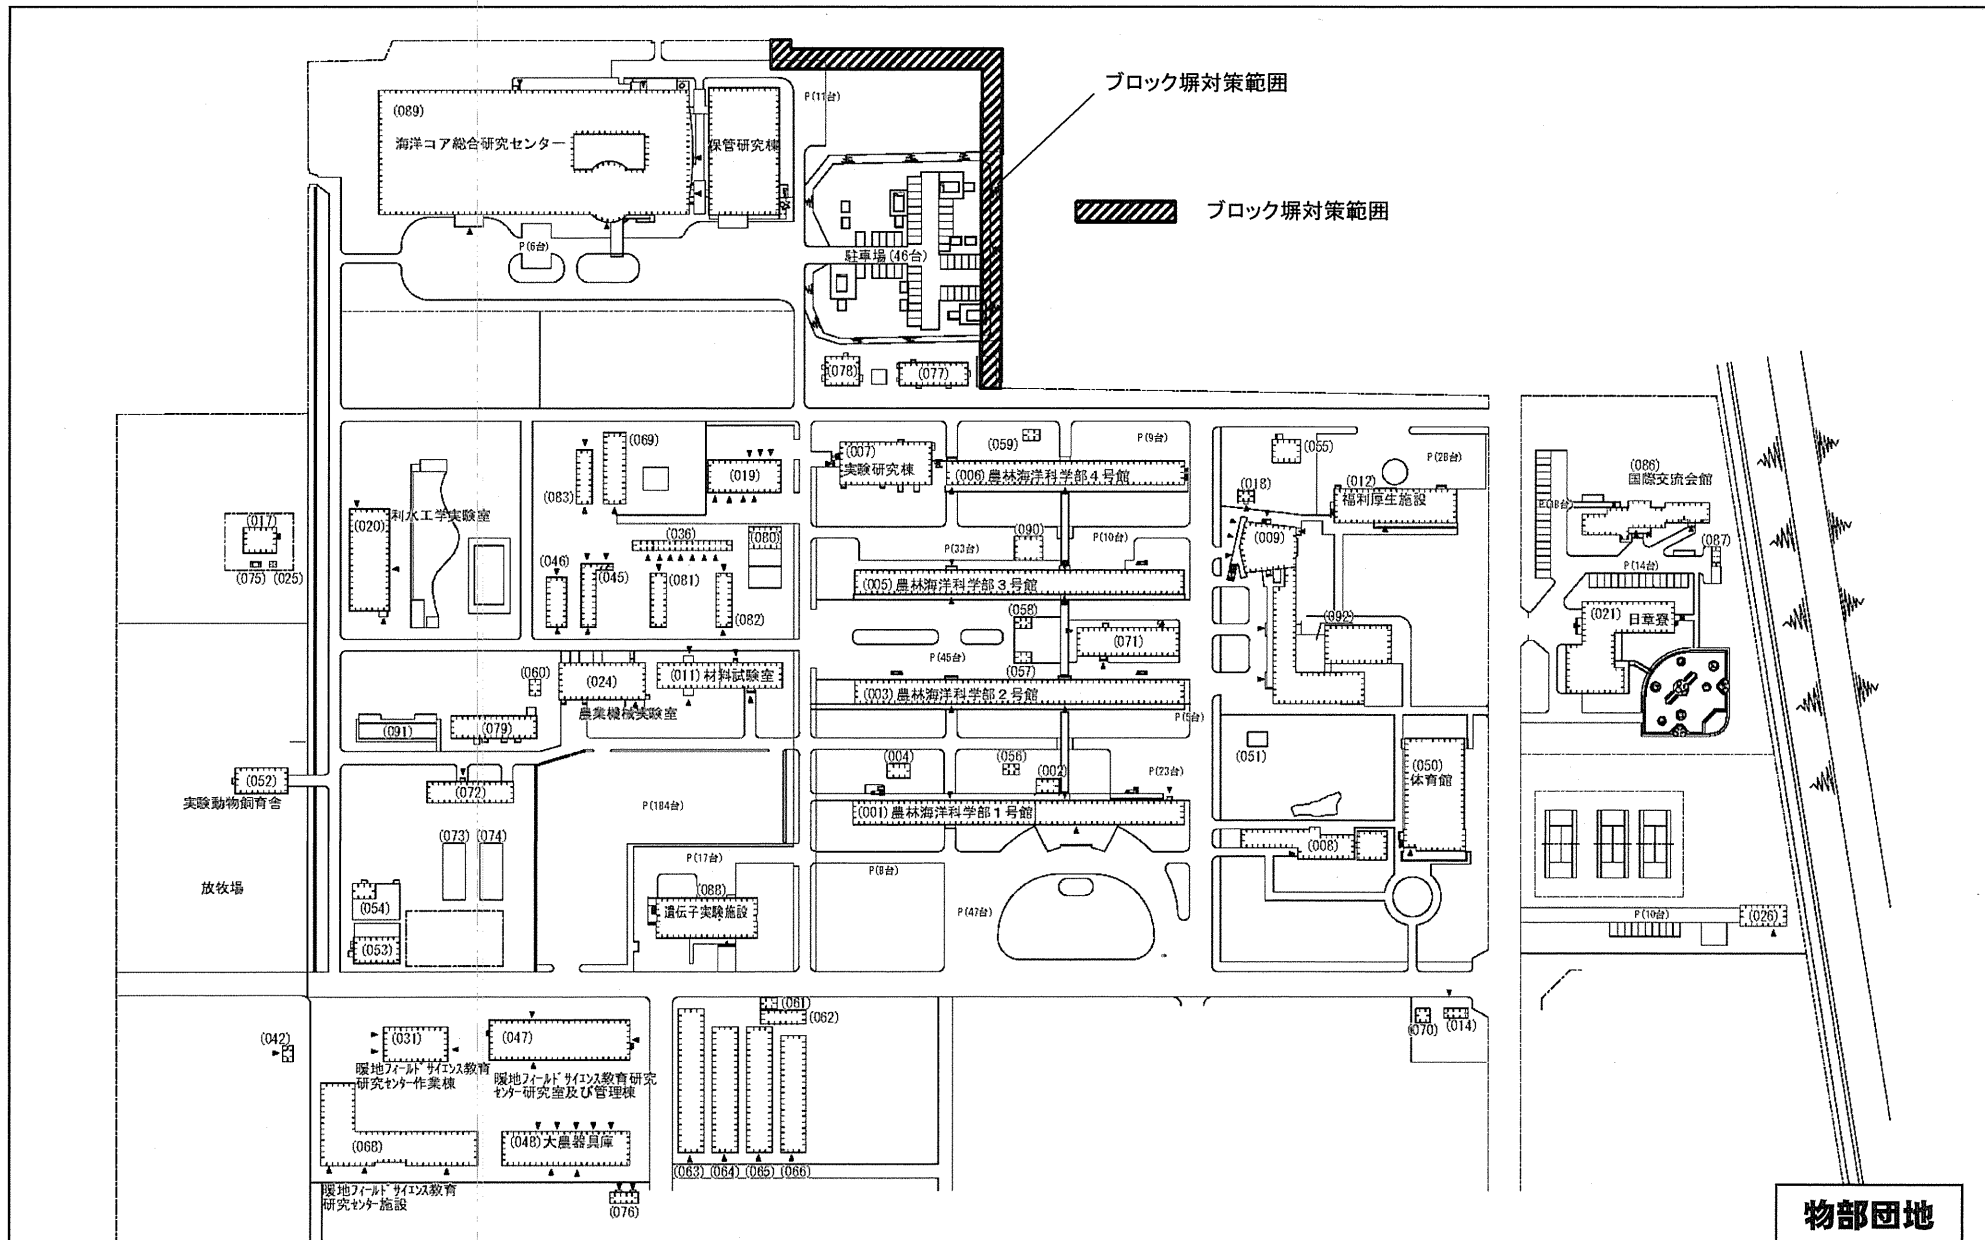 ブロック塀対策範囲
ブロック塀対策範囲
(089)
海洋コア総合研究センター
保管研究棟
P(11台)
P(6台)
駐車場(46台)
(078)
(077)
(069)
(083)
(019)
(007)
実験研究棟
(059)
P(9台)
(006)農林海洋科学部4号館
(055)
P(28台)
(012)
福利厚生施設
(018)
(009)
(086)
国際交流会館
(087)
P(14台)
(017)
(075)
(025)
(020)
利水工学実験室
(036)
(080)
(046)
(045)
(081)
(082)
(090)
P(33台)
P(10台)
(005)農林海洋科学部3号館
(058)
(071)
P(45台)
(057)
(003)農林海洋科学部2号館
P(5台)
(092)
(021)
日章寮
(060)
(024)
農業機械実験室
(011)材料試験室
(091)
(079)
(052)
実験動物飼育舎
(072)
(073)
(074)
P(184台)
(004)
(056)
(002)
P(23台)
(001)農林海洋科学部1号館
(051)
(050)
体育館
(008)
放牧場
(054)
(053)
P(17台)
(088)
遺伝子実験施設
P(8台)
P(47台)
P(10台)
(026)
(042)
(031)
暖地フィールドサイエンス教育
研究センター作業棟
(047)
暖地フィールドサイエンス教育研究
センター研究室及び管理棟
(061)
(062)
(070)
(014)
(068)
暖地フィールドサイエンス教育
研究センター施設
(048)大農器具庫
(076)
(063)
(064)
(065)
(066)
物部団地